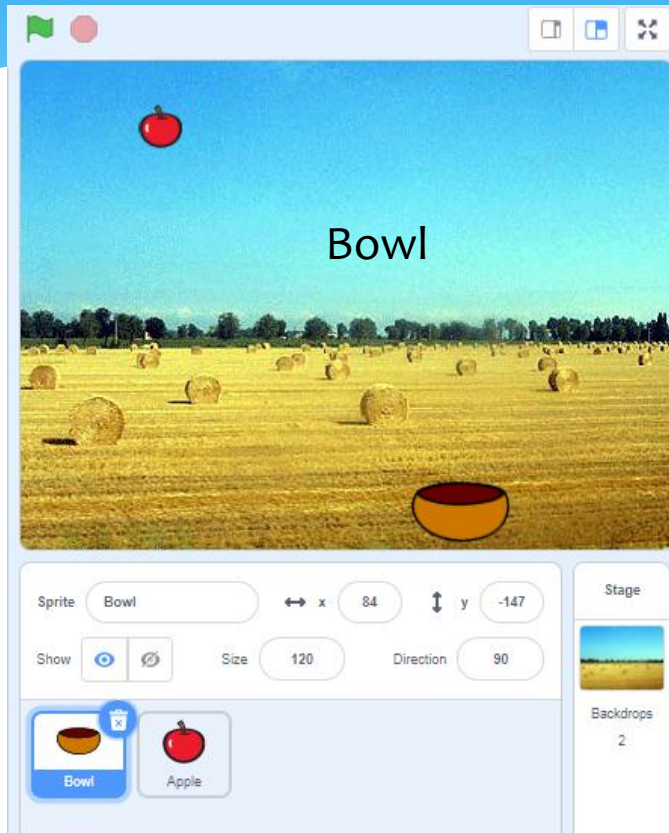 Bowl
Sprite Bowl x 84 y -147
Show Size 120 Direction 90
Bowl
Apple
Stage
Backdrops
2